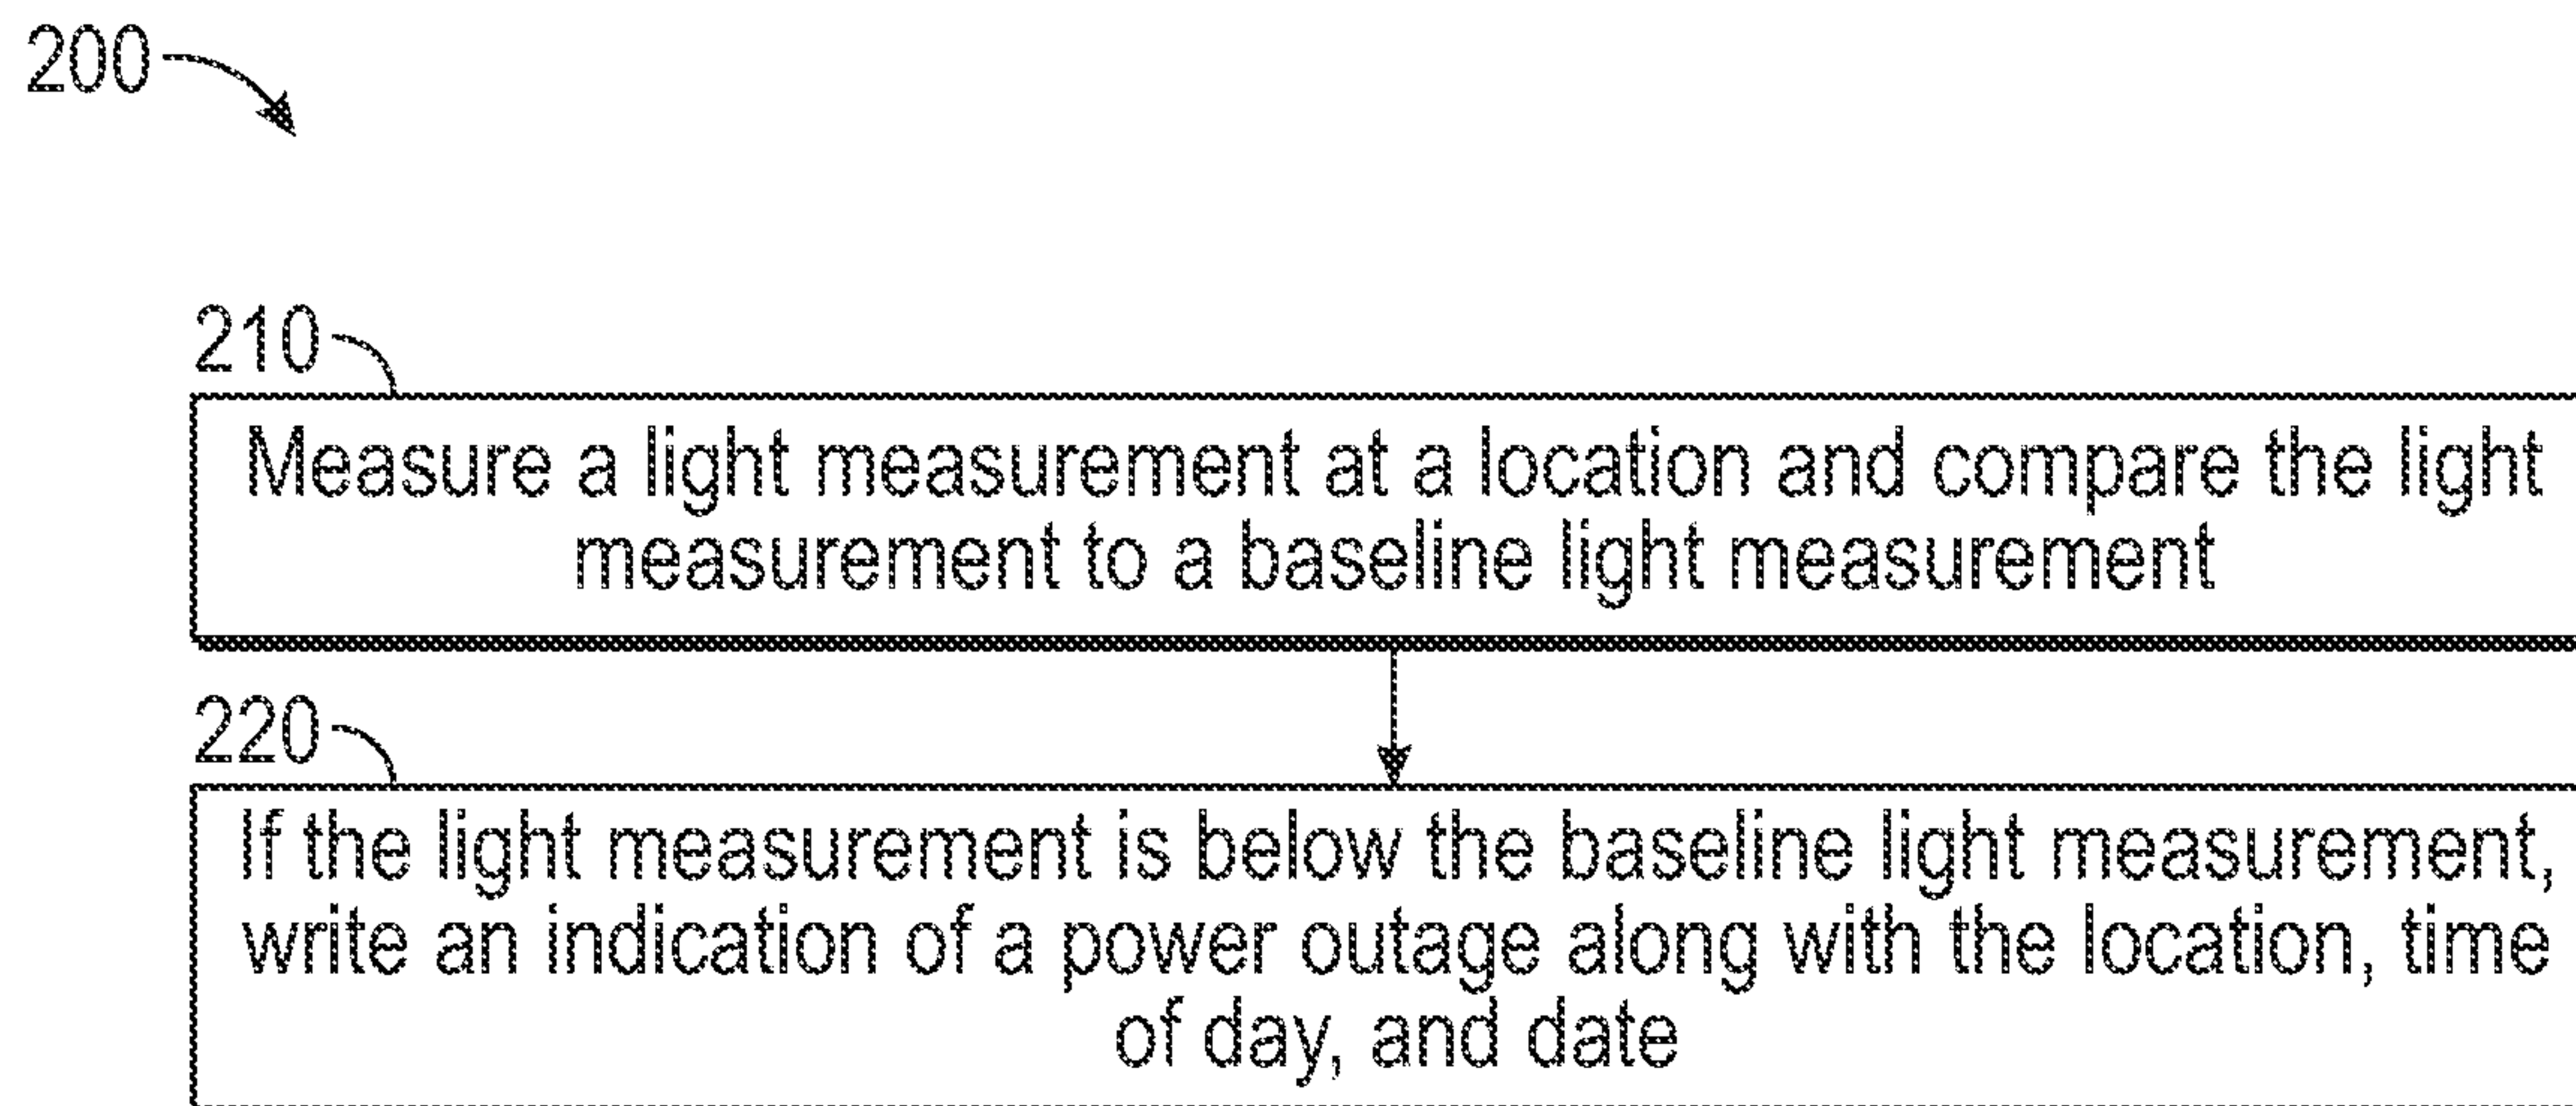 200
210
Measure a light measurement at a location and compare the light
measurement to a baseline light measurement
220
If the light measurement is below the baseline light measurement,
write an indication of a power outage along with the location, time
of day, and date